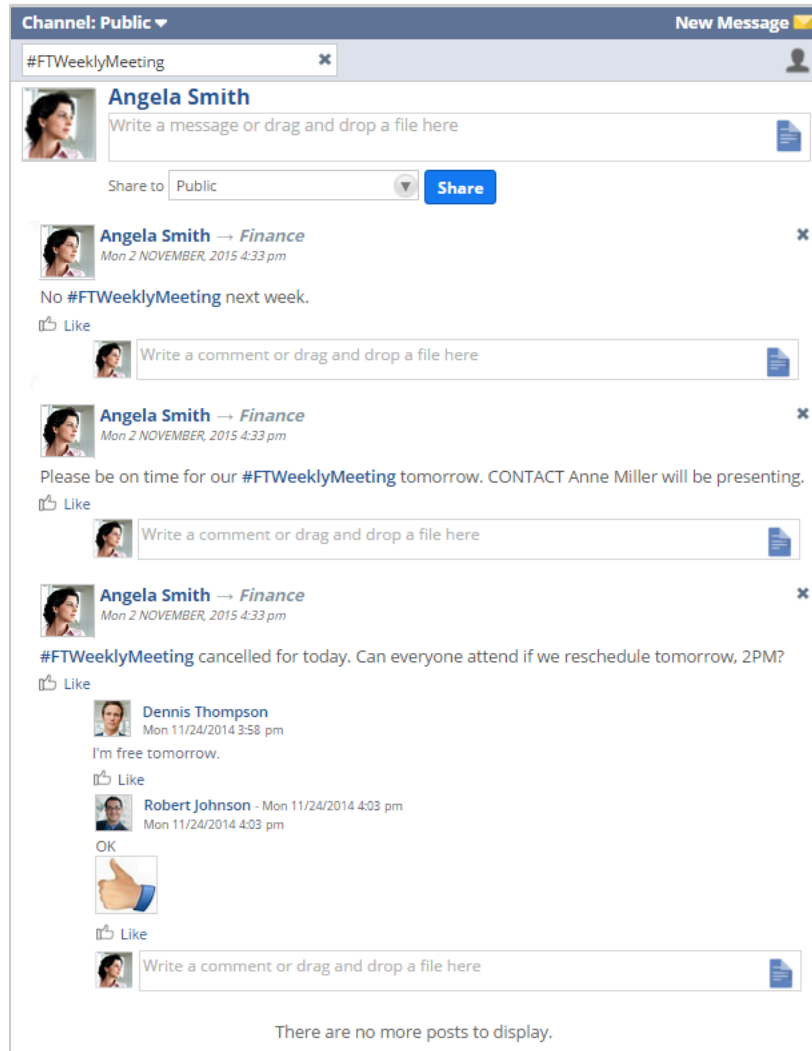 Channel: Public New Message
#FTWeeklyMeeting
Angela Smith
Write a message or drag and drop a file here
Share to Public Share
Angela Smith → Finance
Mon 2 NOVEMBER, 2015 4:33 pm
No #FTWeeklyMeeting next week.
Like
Write a comment or drag and drop a file here
Angela Smith → Finance
Mon 2 NOVEMBER, 2015 4:33 pm
Please be on time for our #FTWeeklyMeeting tomorrow. CONTACT Anne Miller will be presenting.
Like
Write a comment or drag and drop a file here
Angela Smith → Finance
Mon 2 NOVEMBER, 2015 4:33 pm
#FTWeeklyMeeting cancelled for today. Can everyone attend if we reschedule tomorrow, 2PM?
Like
Dennis Thompson
Mon 11/24/2014 3:58 pm
I'm free tomorrow.
Like
Robert Johnson - Mon 11/24/2014 4:03 pm
Mon 11/24/2014 4:03 pm
OK
Like
Write a comment or drag and drop a file here
There are no more posts to display.